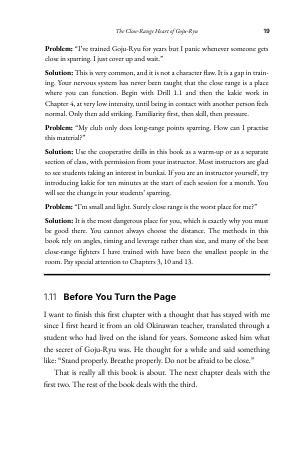 The Close-Range Heart of Goju-Ryu 19
Problem: “I’ve trained Goju-Ryu for years but I panic whenever someone gets
close in sparring. I just cover up and wait.”
Solution: This is very common, and it is not a character flaw. It is a gap in train-
ing. Your nervous system has never been taught that the close range is a place
where you can function. Begin with Drill 1.1 and then the kakie work in
Chapter 4, at very low intensity, until being in contact with another person feels
normal. Only then add striking. Familiarity first, then skill, then pressure.
Problem: “My club only does long-range points sparring. How can I practise
this material?”
Solution: Use the cooperative drills in this book as a warm-up or as a separate
section of class, with permission from your instructor. Most instructors are glad
to see students taking an interest in bunkai. If you are an instructor yourself, try
introducing kakie for ten minutes at the start of each session for a month. You
will see the change in your students’ sparring.
Problem: “I’m small and light. Surely close range is the worst place for me?”
Solution: It is the most dangerous place for you, which is exactly why you must
be good there. You cannot always choose the distance. The methods in this
book rely on angles, timing and leverage rather than size, and many of the best
close-range fighters I have trained with have been the smallest people in the
room. Pay special attention to Chapters 3, 10 and 13.
1.11 Before You Turn the Page
I want to finish this first chapter with a thought that has stayed with me
since I first heard it from an old Okinawan teacher, translated through a
student who had lived on the island for years. Someone asked him what
the secret of Goju-Ryu was. He thought for a while and said something
like: “Stand properly. Breathe properly. Do not be afraid to be close.”
That is really all this book is about. The next chapter deals with the
first two. The rest of the book deals with the third.